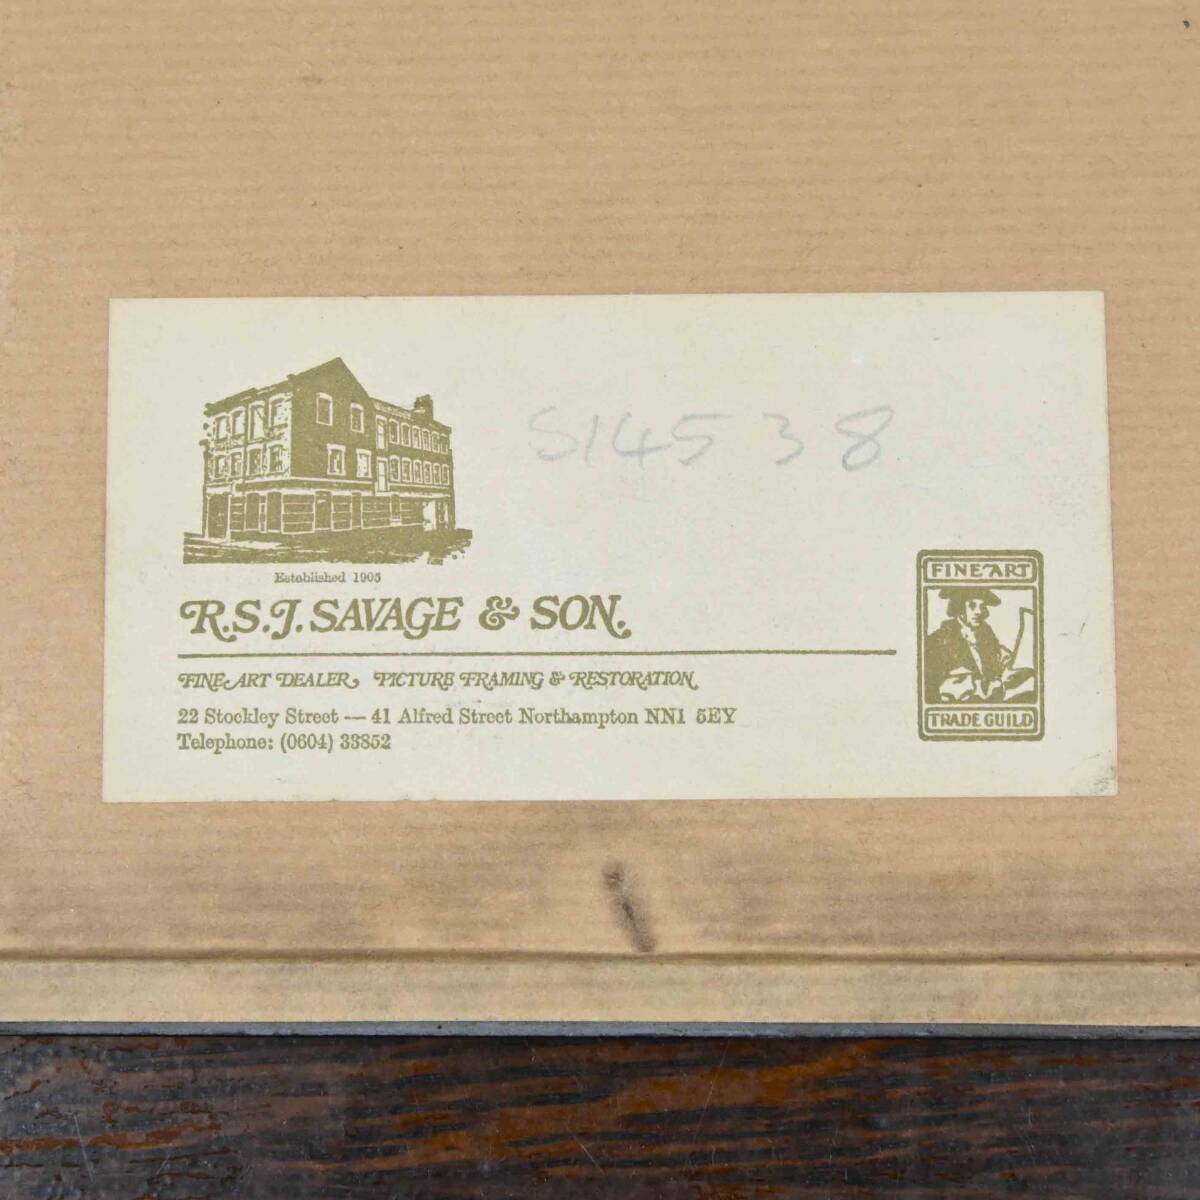 S14538
Established 1905
R.S.J. SAVAGE & SON.
FINE ART DEALER, PICTURE FRAMING & RESTORATION,
22 Stockley Street — 41 Alfred Street Northampton NN1 5EY
Telephone: (0604) 33852
FINE ART
TRADE GUILD